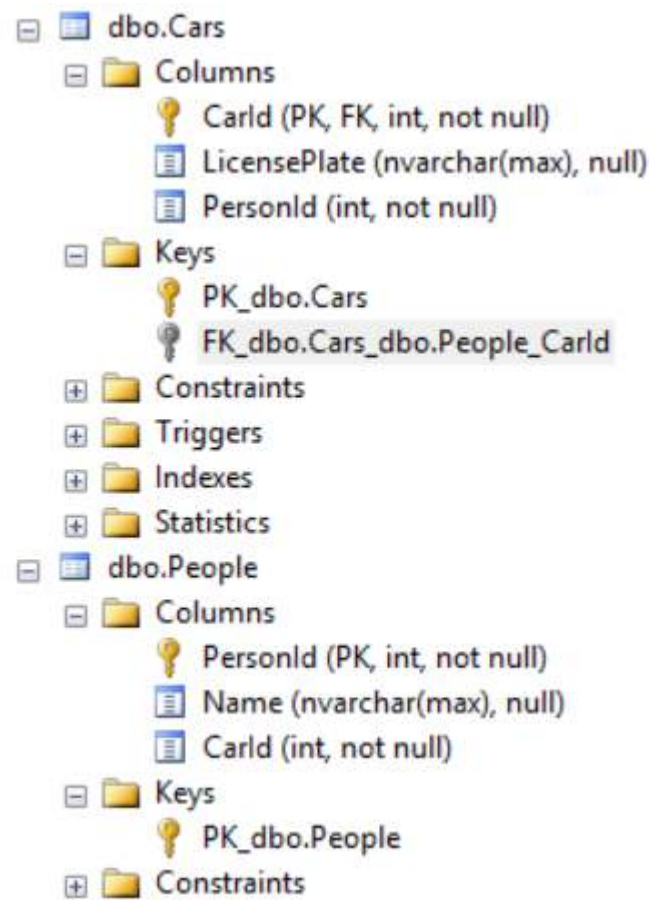 dbo.Cars
Columns
CarId (PK, FK, int, not null)
LicensePlate (nvarchar(max), null)
PersonId (int, not null)
Keys
PK_dbo.Cars
FK_dbo.Cars_dbo.People_CarId
Constraints
Triggers
Indexes
Statistics
dbo.People
Columns
PersonId (PK, int, not null)
Name (nvarchar(max), null)
CarId (int, not null)
Keys
PK_dbo.People
Constraints